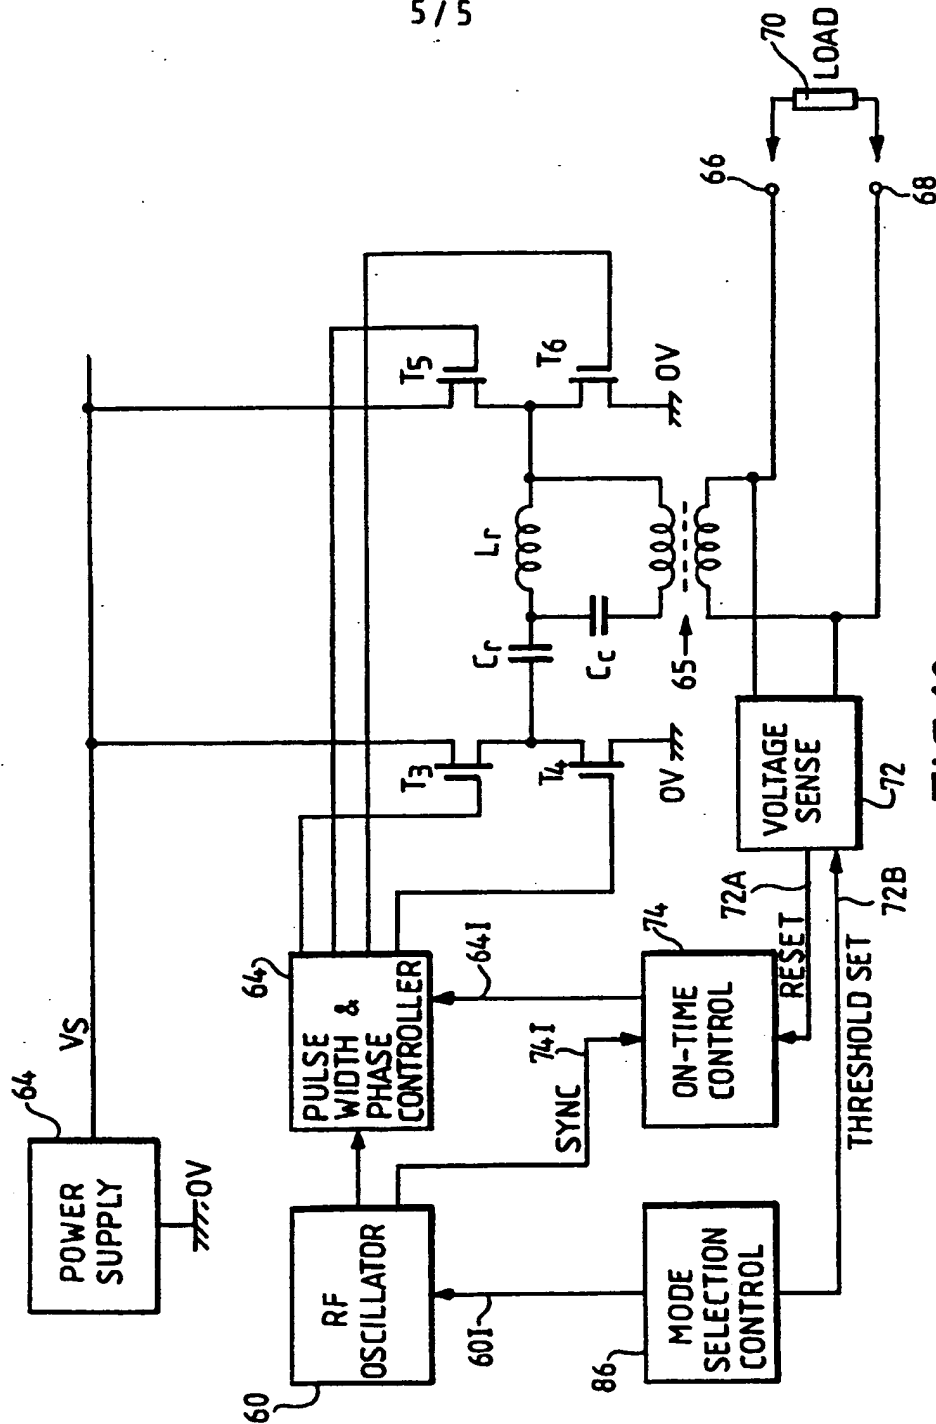 5/5
POWER
SUPPLY
64
VS
0V
RF
OSCILLATOR
60
60I
PULSE
WIDTH &
PHASE
CONTROLLER
64
64I
SYNC
74I
MODE
SELECTION
CONTROL
86
ON-TIME
CONTROL
74
RESET
72A
THRESHOLD SET
72B
VOLTAGE
SENSE
72
T3
T4
0V
T5
T6
0V
Cr
Lr
Cc
65
66
68
70
LOAD